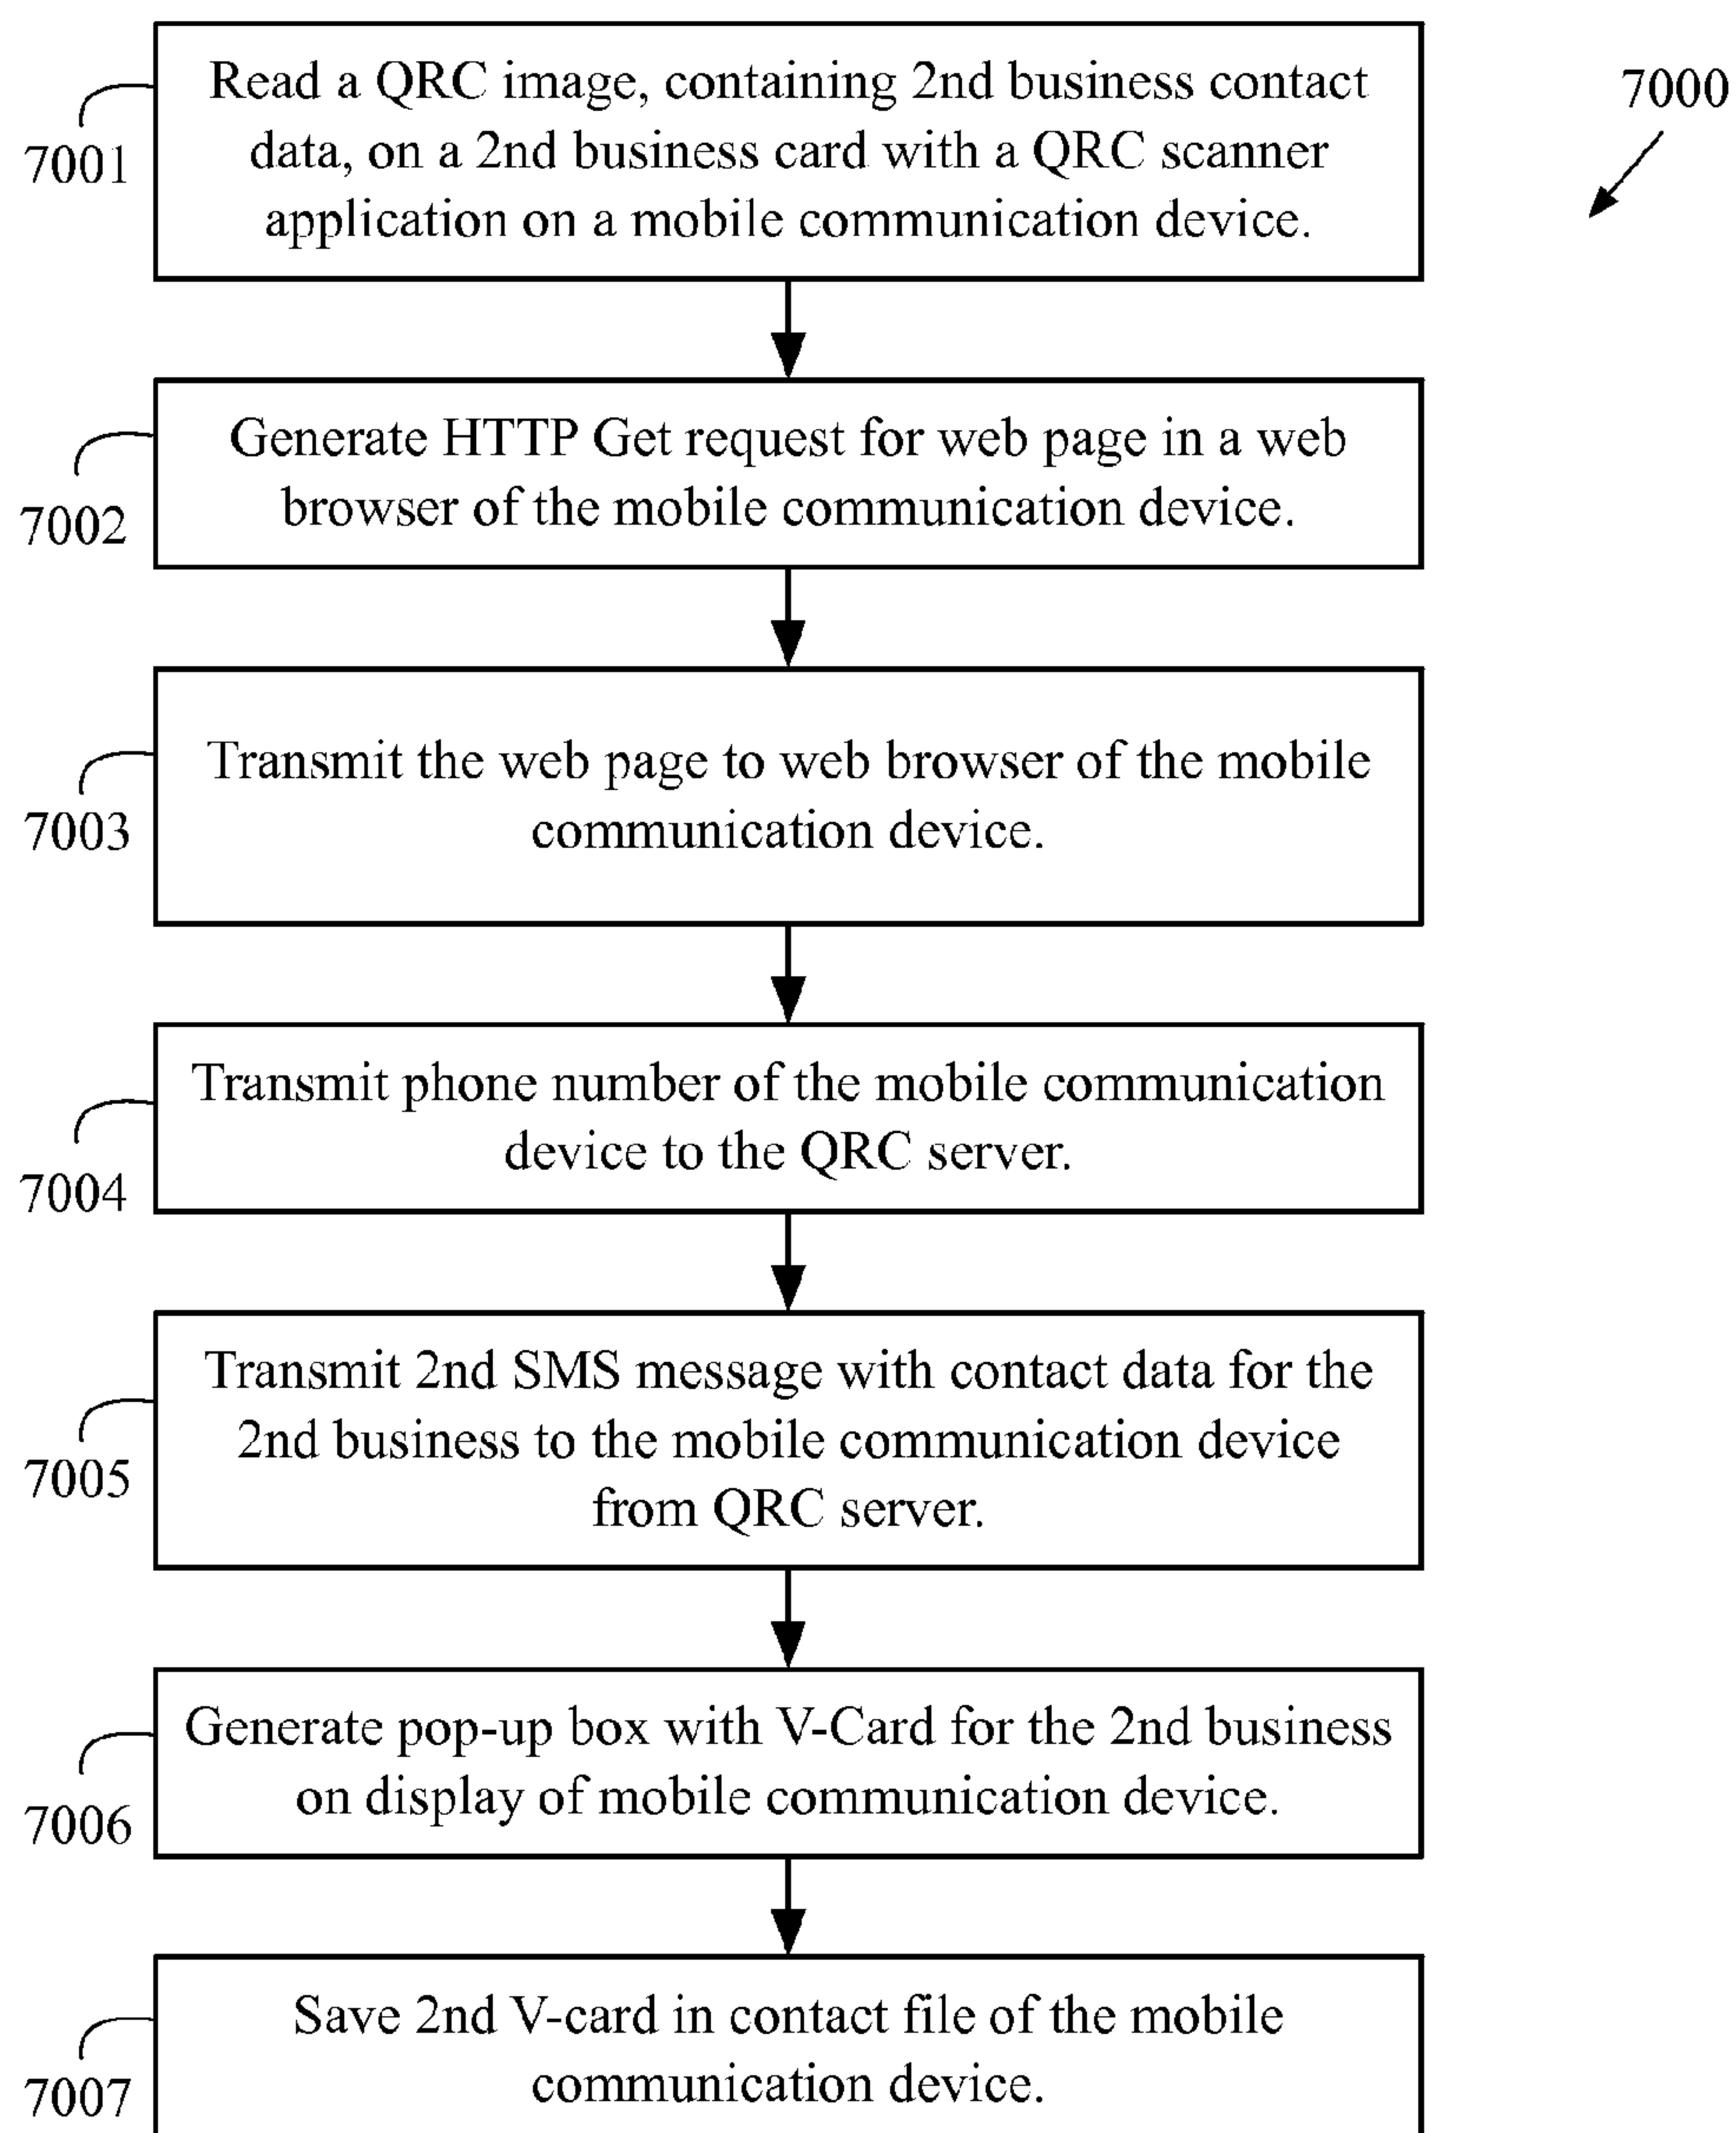 Read a QRC image, containing 2nd business contact
data, on a 2nd business card with a QRC scanner
application on a mobile communication device.
7001
7000
Generate HTTP Get request for web page in a web
browser of the mobile communication device.
7002
Transmit the web page to web browser of the mobile
communication device.
7003
Transmit phone number of the mobile communication
device to the QRC server.
7004
Transmit 2nd SMS message with contact data for the
2nd business to the mobile communication device
from QRC server.
7005
Generate pop-up box with V-Card for the 2nd business
on display of mobile communication device.
7006
Save 2nd V-card in contact file of the mobile
communication device.
7007